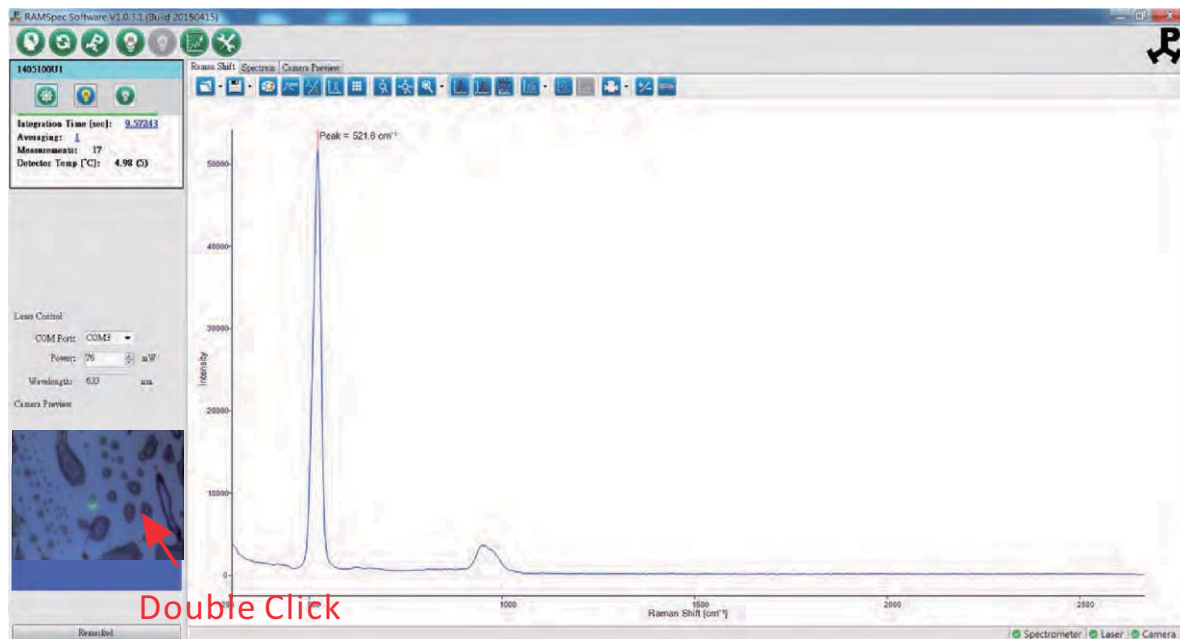 RAMSpec Software V1.0.3.1 (Build 20150415)
1405100U1
Integration Time [sec]: 9.57243
Averaging: 1
Measurements: 17
Detector Temp [°C]: 4.98 (5)
Laser Control
COM Port: COM3
Power: 76 mW
Wavelength: 633 nm
Camera Preview
Double Click
Remarked
Raman Shift Spectrum Camera Preview
Peak = 521.6 cm⁻¹
Intensity
50000
40000
30000
20000
10000
0
1000 1500 2000 2500
Raman Shift [cm⁻¹]
Spectrometer Laser Camera